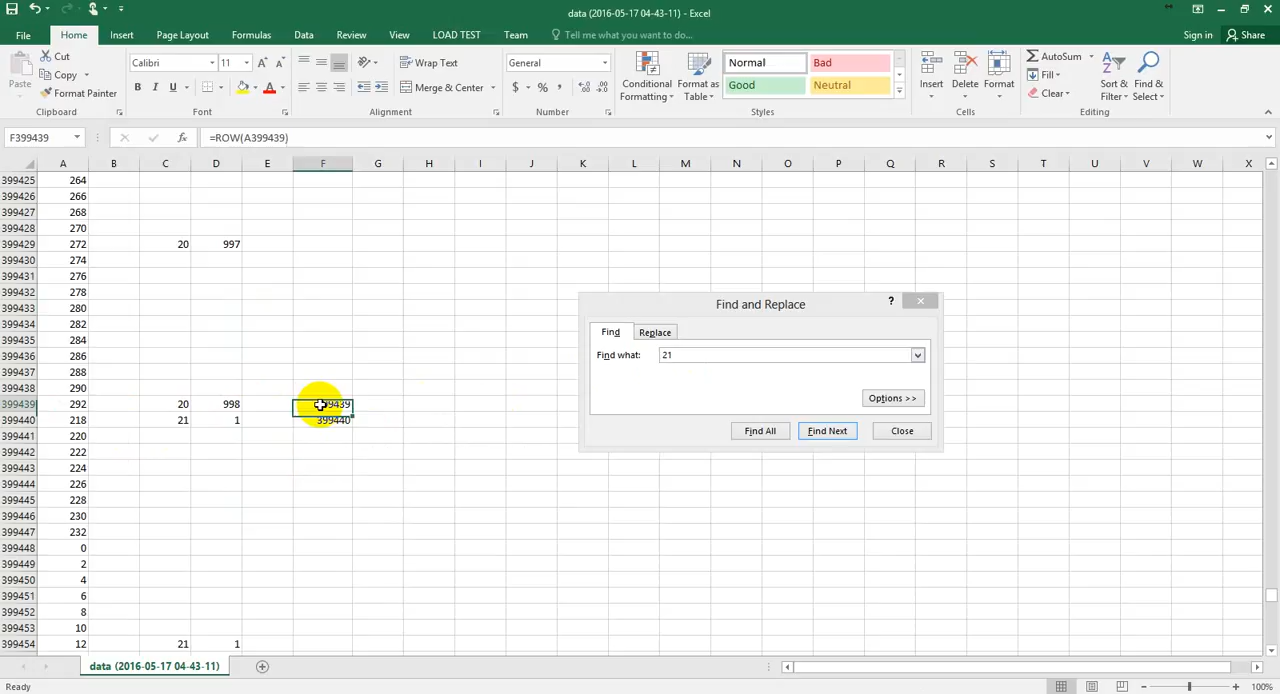 data (2016-05-17 04-43-11) - Excel
File Home Insert Page Layout Formulas Data Review View LOAD TEST Team Tell me what you want to do... Sign in Share
Paste
Cut
Copy
Format Painter
Clipboard
Calibri 11
B I U
Font
Wrap Text
Merge & Center
Alignment
General
$ % ,
Number
Conditional Formatting
Format as Table
Normal Bad
Good Neutral
Styles
Insert Delete Format
Cells
AutoSum
Fill
Clear
Sort & Filter
Find & Select
Editing
F399439 fx =ROW(A399439)
A B C D E F G H I J K L M N O P Q R S T U V W X
399425 264
399426 266
399427 268
399428 270
399429 272 20 997
399430 274
399431 276
399432 278
399433 280
399434 282
399435 284
399436 286
399437 288
399438 290
399439 292 20 998 399439
399440 218 21 1 399440
399441 220
399442 222
399443 224
399444 226
399445 228
399446 230
399447 232
399448 0
399449 2
399450 4
399451 6
399452 8
399453 10
399454 12 21 1
Find and Replace
?
Find Replace
Find what: 21
Options >>
Find All Find Next Close
data (2016-05-17 04-43-11)
Ready 100%